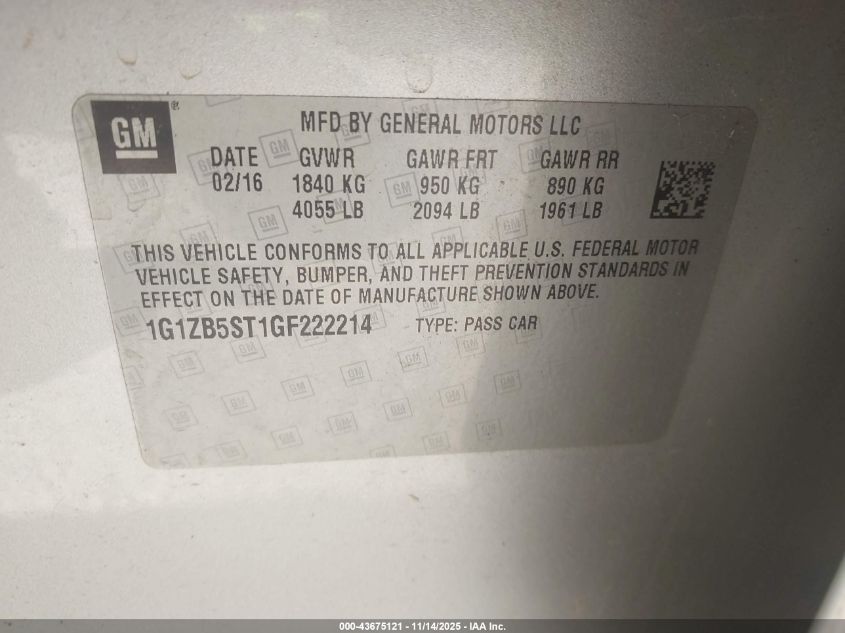 GM ®
MFD BY GENERAL MOTORS LLC
DATE GVWR GAWR FRT GAWR RR
02/16 1840 KG 950 KG 890 KG
4055 LB 2094 LB 1961 LB
THIS VEHICLE CONFORMS TO ALL APPLICABLE U.S. FEDERAL MOTOR
VEHICLE SAFETY, BUMPER, AND THEFT PREVENTION STANDARDS IN
EFFECT ON THE DATE OF MANUFACTURE SHOWN ABOVE.
1G1ZB5ST1GF222214 TYPE: PASS CAR
000-43675121 - 11/14/2025 - IAA Inc.